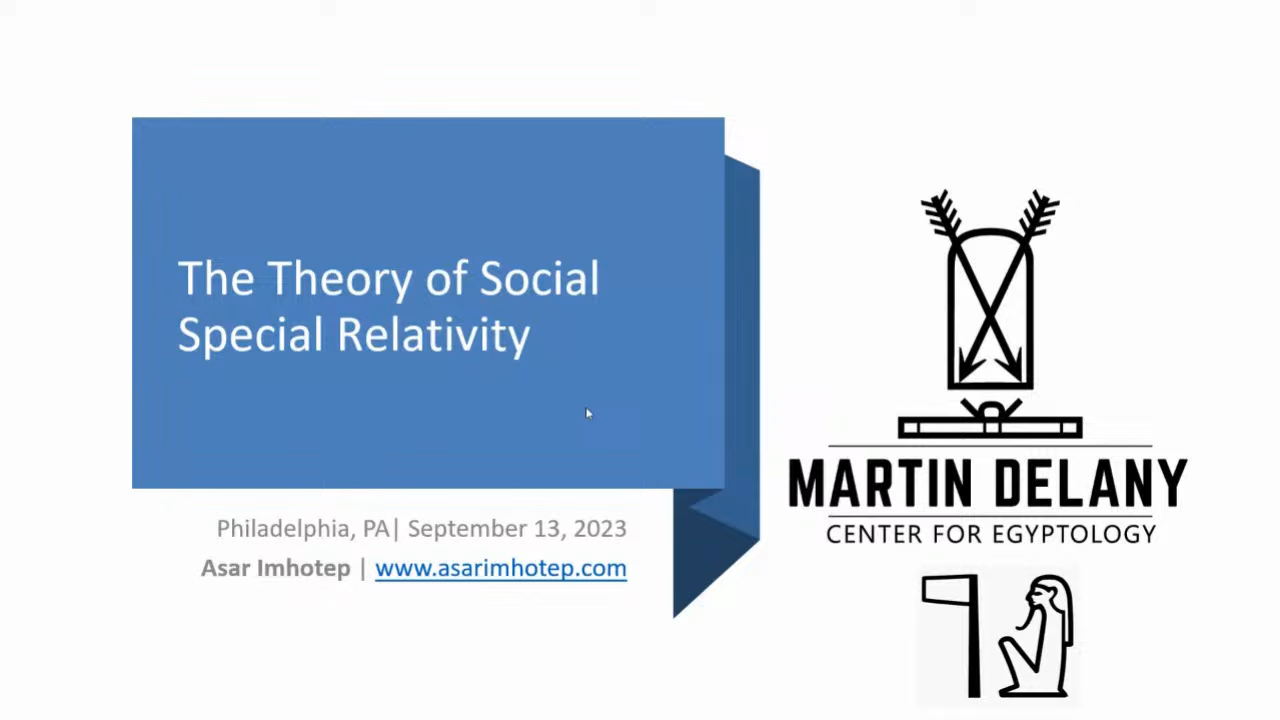 The Theory of Social
Special Relativity
Philadelphia, PA| September 13, 2023
Asar Imhotep | www.asarimhotep.com
MARTIN DELANY
CENTER FOR EGYPTOLOGY